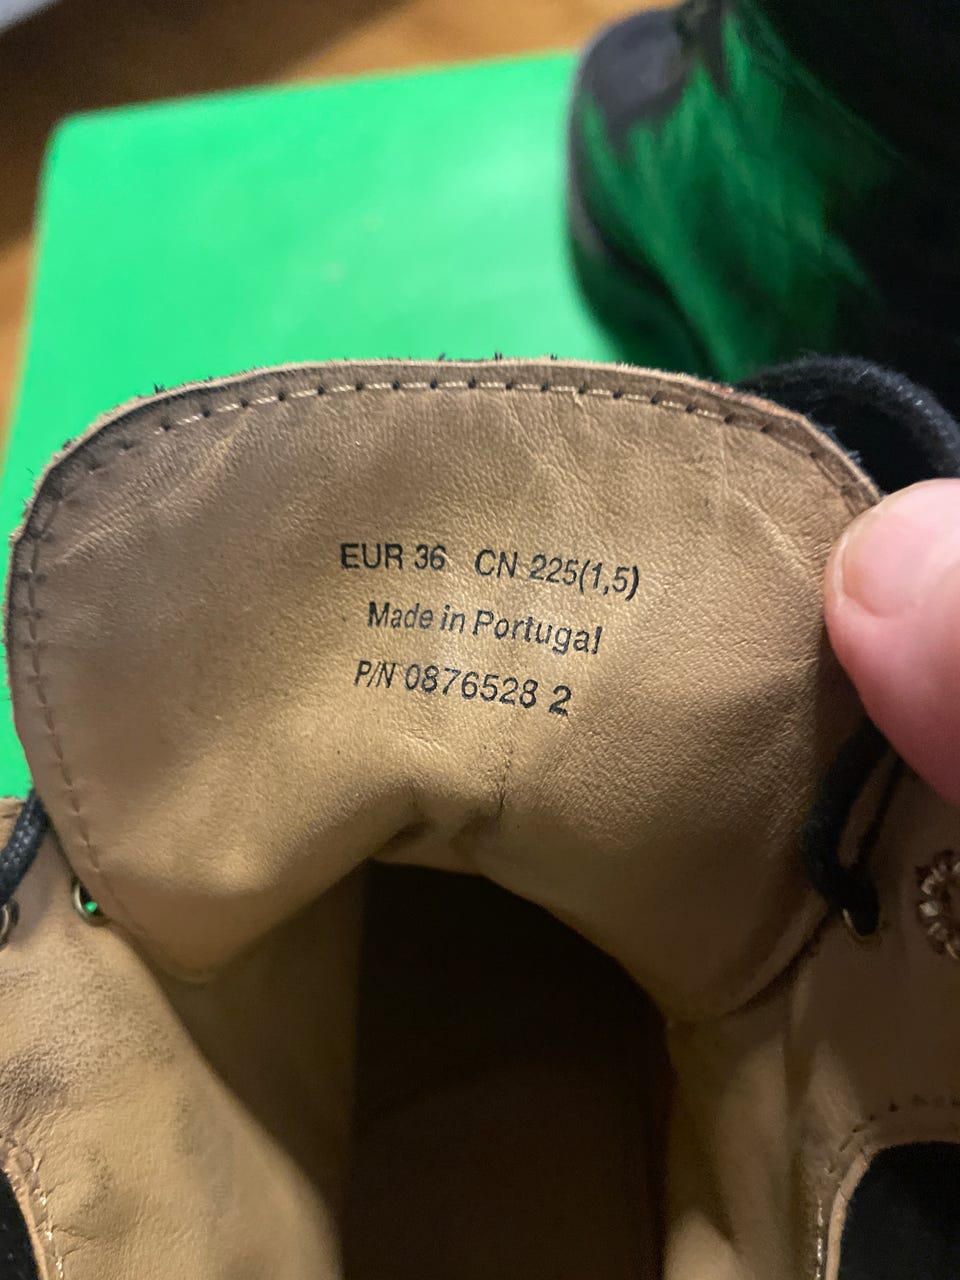 EUR 36 CN 225(1,5)
Made in Portugal
P/N 0876528 2